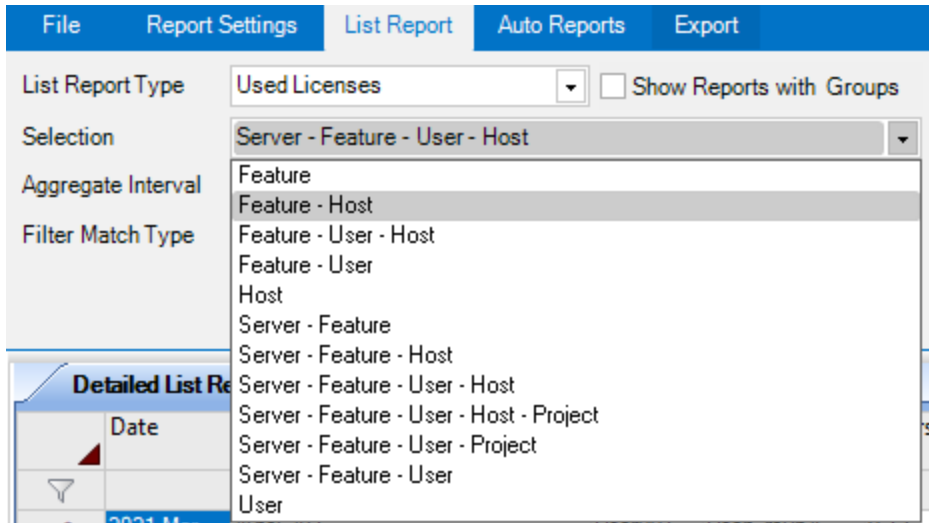 File Report Settings List Report Auto Reports Export
List Report Type Used Licenses Show Reports with Groups
Selection Server - Feature - User - Host
Aggregate Interval
Filter Match Type
Feature
Feature - Host
Feature - User - Host
Feature - User
Host
Server - Feature
Server - Feature - Host
Server - Feature - User - Host
Server - Feature - User - Host - Project
Server - Feature - User - Project
Server - Feature - User
User
Detailed List Re
Date